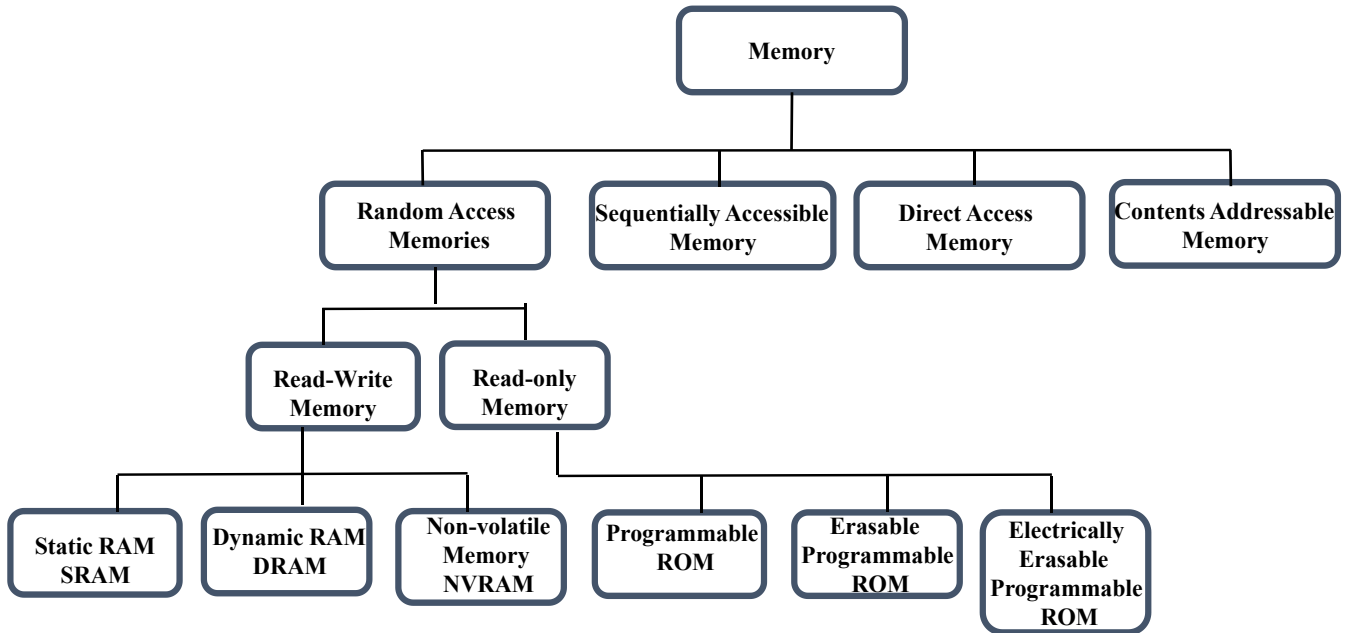 Memory
Random Access
Memories
Sequentially Accessible
Memory
Direct Access
Memory
Contents Addressable
Memory
Read-Write
Memory
Read-only
Memory
Static RAM
SRAM
Dynamic RAM
DRAM
Non-volatile
Memory
NVRAM
Programmable
ROM
Erasable
Programmable
ROM
Electrically
Erasable
Programmable
ROM